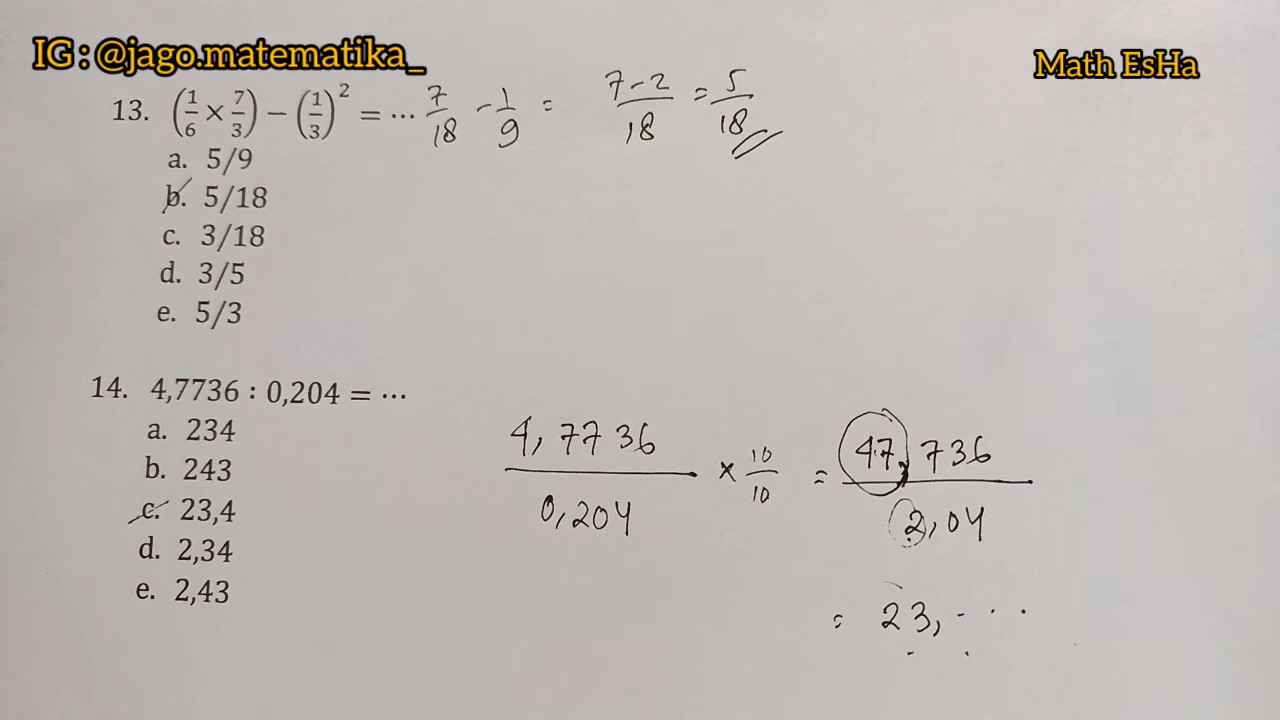 IG : @jago.matematika_
Math EsHa
13. (1/6 × 7/3) − (1/3)² = ··· 7/18 - 1/9 = 7-2/18 = 5/18
a. 5/9
b. 5/18
c. 3/18
d. 3/5
e. 5/3
14. 4,7736 : 0,204 = ···
a. 234
b. 243
c. 23,4
d. 2,34
e. 2,43
4,7736/0,204 × 10/10 = 47,736/2,04
= 23, - · ·